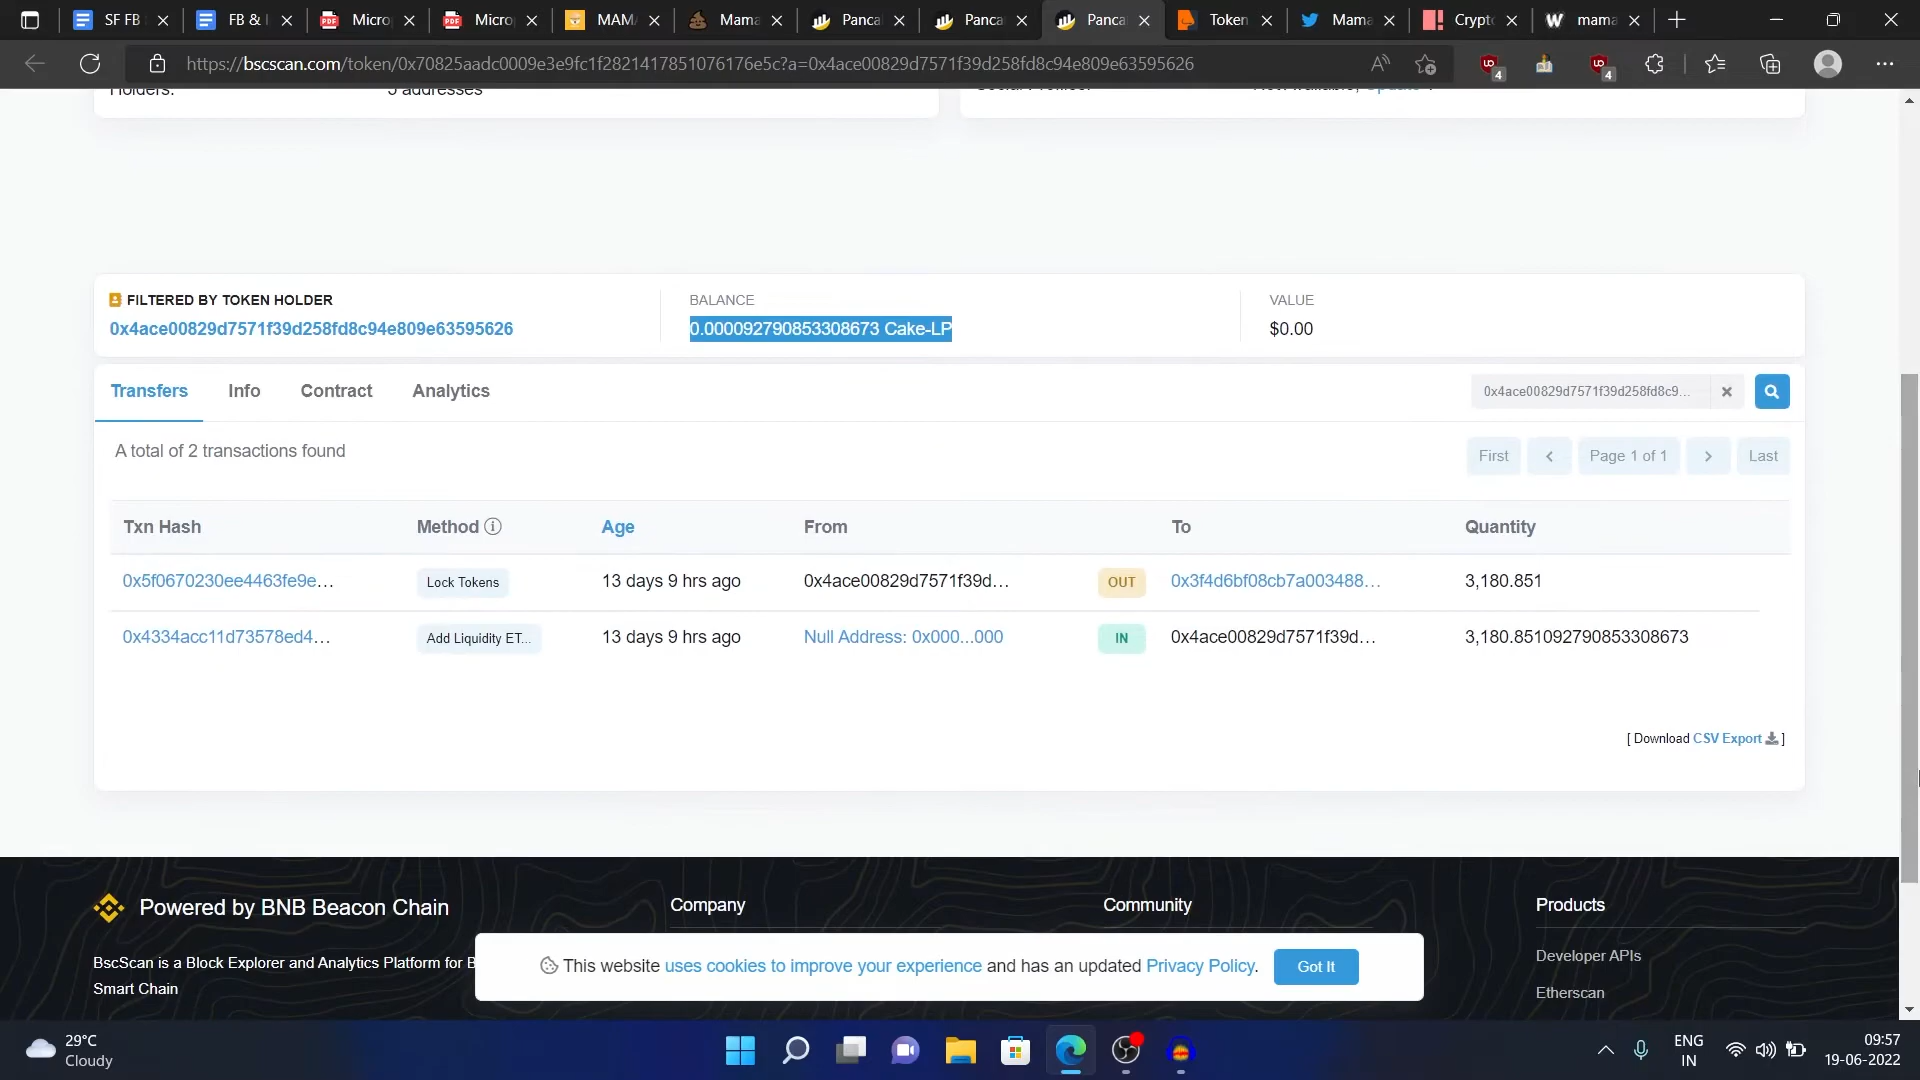 SF FB
FB &
Micro
Micro
MAM
Mama
Panca
Panca
Panca
Token
Mama
Crypto
mama
https://bscscan.com/token/0x70825aadc0009e3e9fc1f2821417851076176e5c?a=0x4ace00829d7571f39d258fd8c94e809e63595626
4
4
Holders:
5 addresses
FILTERED BY TOKEN HOLDER
0x4ace00829d7571f39d258fd8c94e809e63595626
BALANCE
0.000092790853308673 Cake-LP
VALUE
$0.00
Transfers
Info
Contract
Analytics
0x4ace00829d7571f39d258fd8c9...
A total of 2 transactions found
First
Page 1 of 1
Last
Txn Hash
Method
Age
From
To
Quantity
0x5f0670230ee4463fe9e...
Lock Tokens
13 days 9 hrs ago
0x4ace00829d7571f39d...
OUT
0x3f4d6bf08cb7a003488...
3,180.851
0x4334acc11d73578ed4...
Add Liquidity ET...
13 days 9 hrs ago
Null Address: 0x000...000
IN
0x4ace00829d7571f39d...
3,180.851092790853308673
[ Download CSV Export ]
Powered by BNB Beacon Chain
BscScan is a Block Explorer and Analytics Platform for B
Smart Chain
Company
Community
Products
Developer APIs
Etherscan
This website uses cookies to improve your experience and has an updated Privacy Policy.
Got It
29°C
Cloudy
ENG
IN
09:57
19-06-2022